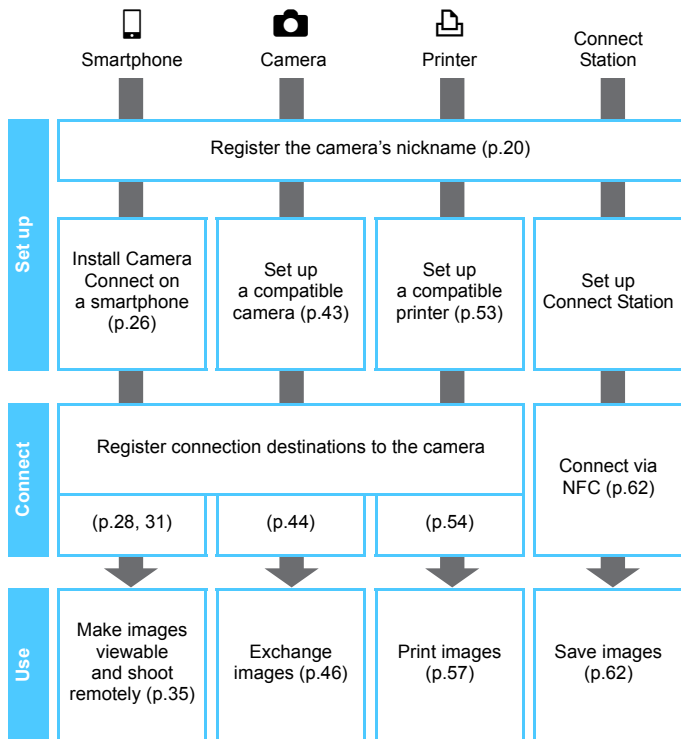 Smartphone
Camera
Printer
Connect
Station
Set up
Register the camera's nickname (p.20)
Install Camera
Connect on
a smartphone
(p.26)
Set up
a compatible
camera (p.43)
Set up
a compatible
printer (p.53)
Set up
Connect Station
Connect
Register connection destinations to the camera
(p.28, 31)
(p.44)
(p.54)
Connect via
NFC (p.62)
Use
Make images
viewable
and shoot
remotely (p.35)
Exchange
images (p.46)
Print images
(p.57)
Save images
(p.62)